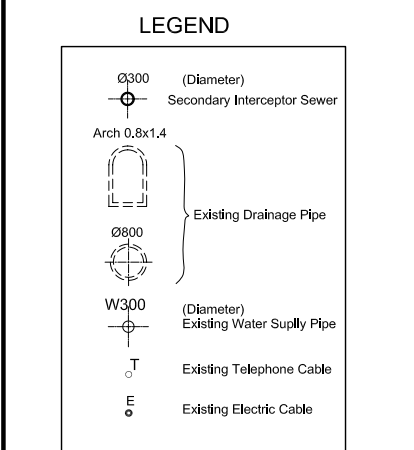 LEGEND
Ø300 (Diameter)
Secondary Interceptor Sewer
Arch 0.8x1.4
Existing Drainage Pipe
Ø800
W300 (Diameter)
Existing Water Suplly Pipe
T Existing Telephone Cable
E Existing Electric Cable